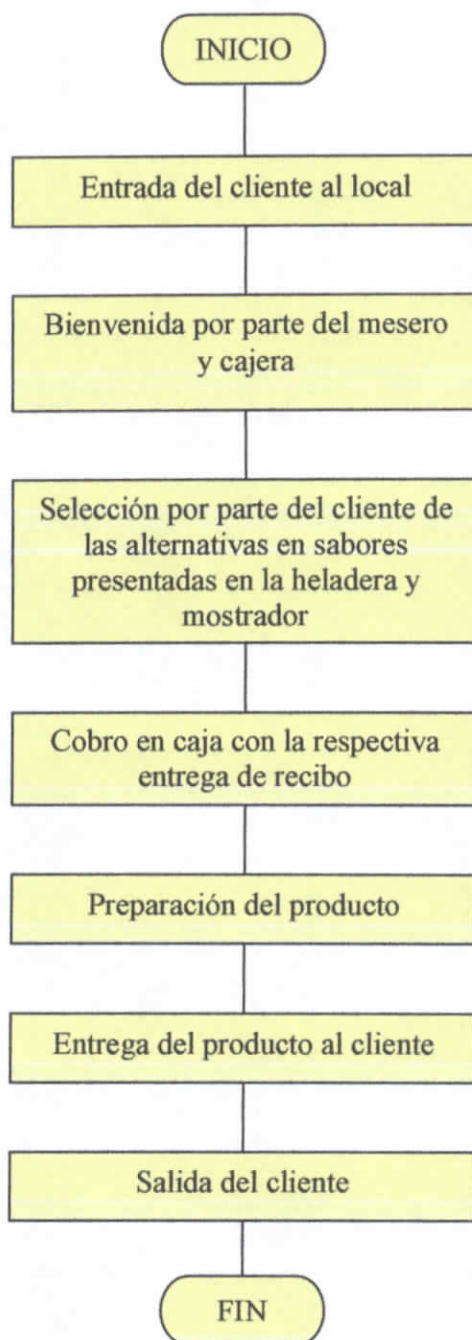 INICIO
Entrada del cliente al local
Bienvenida por parte del mesero
y cajera
Selección por parte del cliente de
las alternativas en sabores
presentadas en la heladera y
mostrador
Cobro en caja con la respectiva
entrega de recibo
Preparación del producto
Entrega del producto al cliente
Salida del cliente
FIN